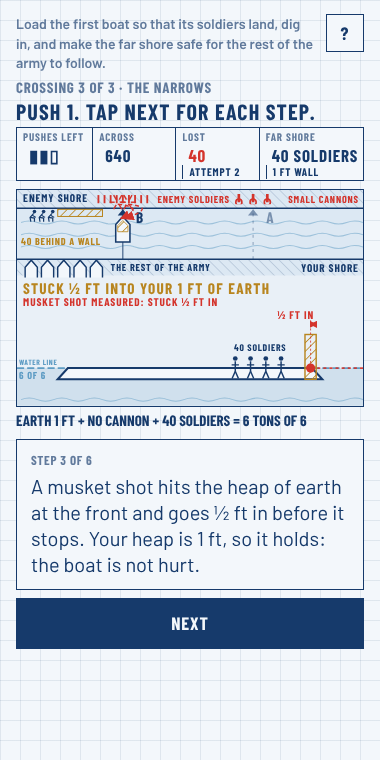 Load the first boat so that its soldiers land, dig
in, and make the far shore safe for the rest of the
army to follow.
?
CROSSING 3 OF 3 · THE NARROWS
PUSH 1. TAP NEXT FOR EACH STEP.
PUSHES LEFT
ACROSS
640
LOST
40
ATTEMPT 2
FAR SHORE
40 SOLDIERS
1 FT WALL
ENEMY SHORE
ENEMY SOLDIERS
SMALL CANNONS
B
A
40 BEHIND A WALL
THE REST OF THE ARMY
YOUR SHORE
STUCK ½ FT INTO YOUR 1 FT OF EARTH
MUSKET SHOT MEASURED: STUCK ½ FT IN
½ FT IN
40 SOLDIERS
WATER LINE
6 OF 6
EARTH 1 FT + NO CANNON + 40 SOLDIERS = 6 TONS OF 6
STEP 3 OF 6
A musket shot hits the heap of earth
at the front and goes ½ ft in before it
stops. Your heap is 1 ft, so it holds:
the boat is not hurt.
NEXT